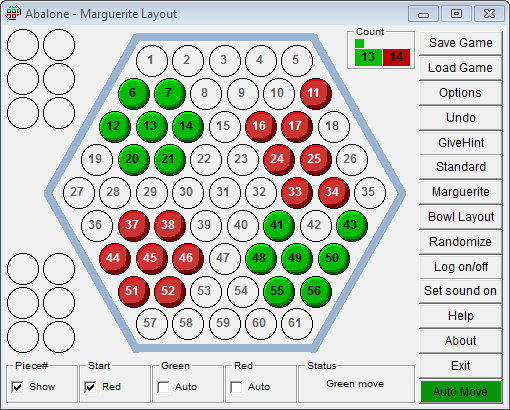 Abalone - Marguerite Layout
Count
13 14
1 2 3 4 5
6 7 8 9 10 11
12 13 14 15 16 17 18
19 20 21 22 23 24 25 26
27 28 29 30 31 32 33 34 35
36 37 38 39 40 41 42 43
44 45 46 47 48 49 50
51 52 53 54 55 56
57 58 59 60 61
Save Game
Load Game
Options
Undo
GiveHint
Standard
Marguerite
Bowl Layout
Randomize
Log on/off
Set sound on
Help
About
Exit
Auto Move
Piece# Start Green Red Status
Show Red Auto Auto Green move